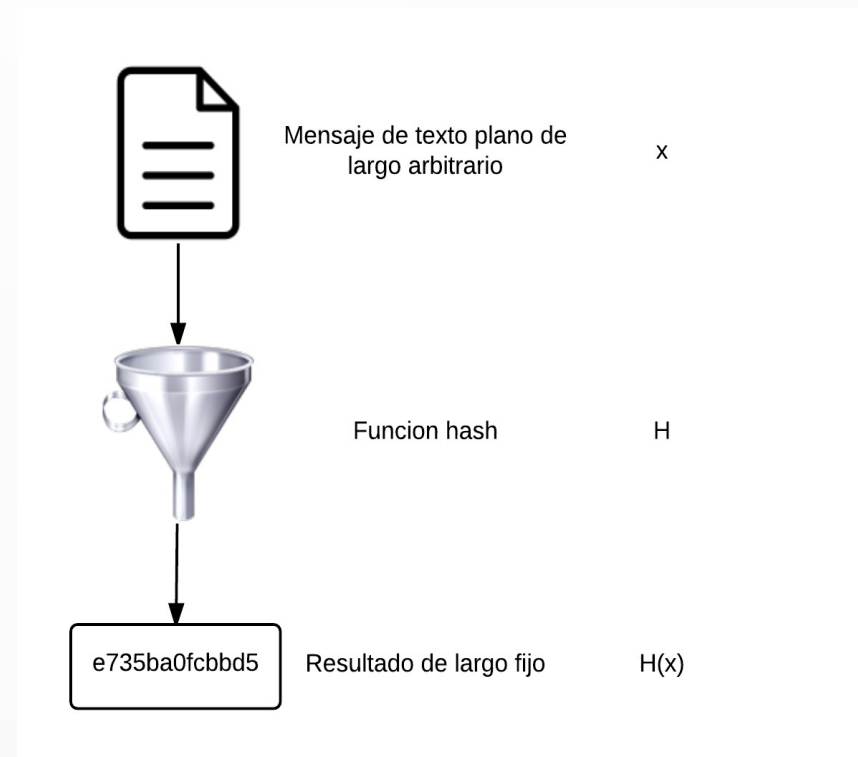 Mensaje de texto plano de
largo arbitrario
x
Funcion hash
H
e735ba0fcbbd5
Resultado de largo fijo
H(x)